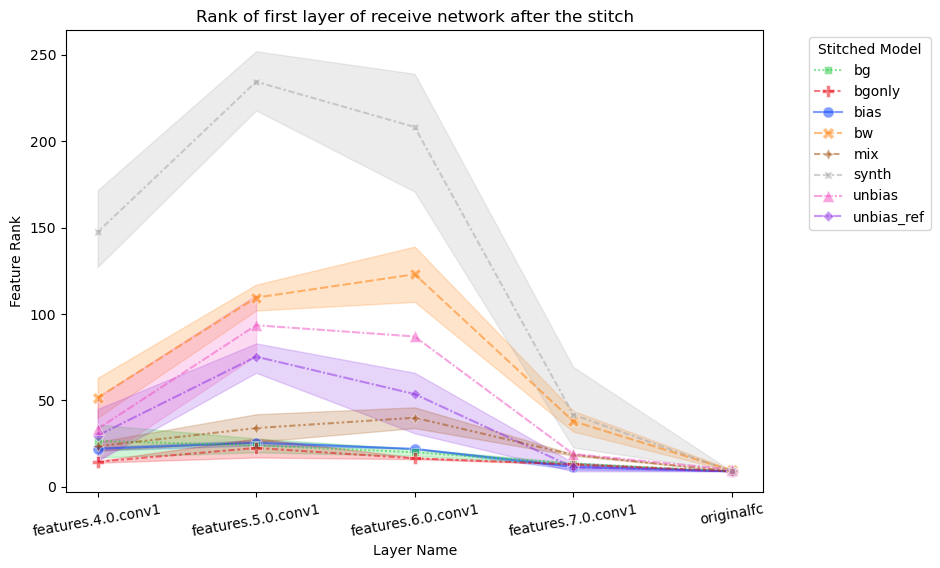 Rank of first layer of receive network after the stitch
250
200
150
100
50
0
Feature Rank
features.4.0.conv1
features.5.0.conv1
features.6.0.conv1
features.7.0.conv1
originalfc
Layer Name
Stitched Model
bg
bgonly
bias
bw
mix
synth
unbias
unbias_ref